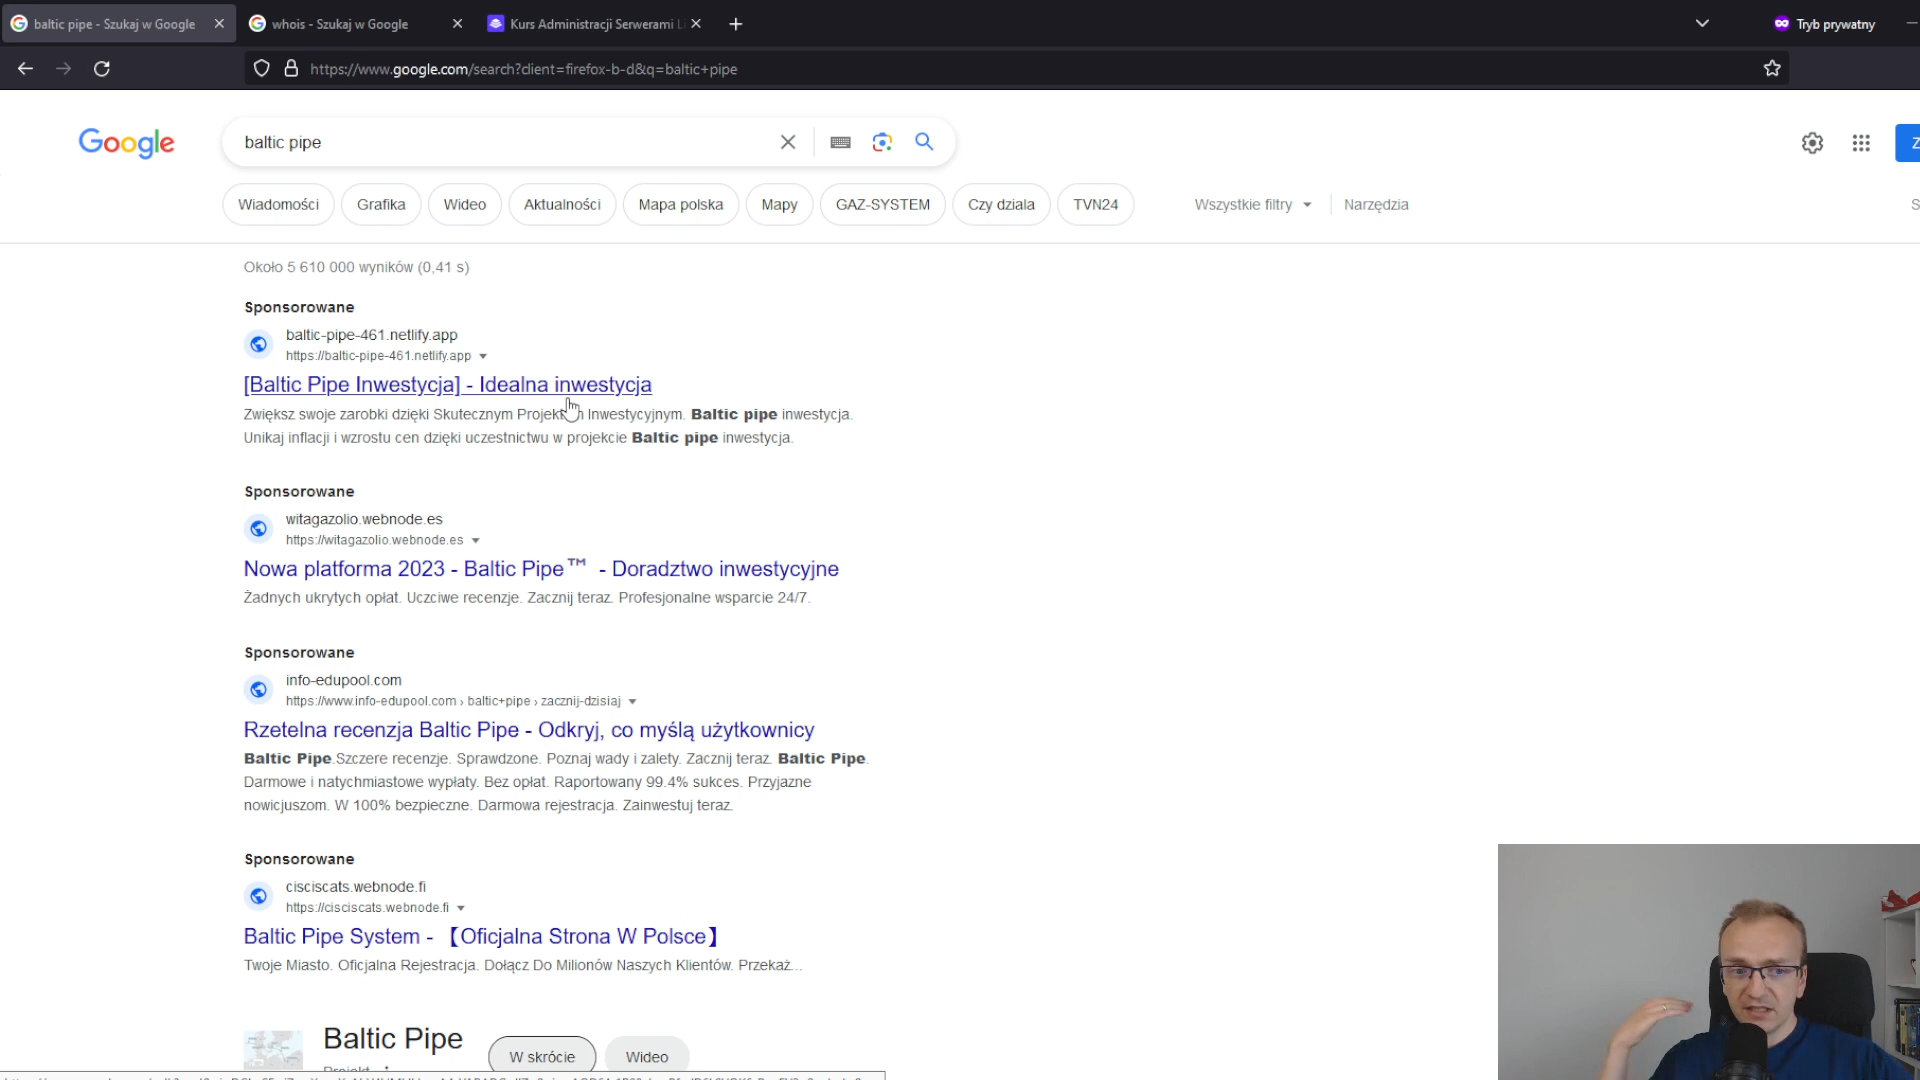 baltic pipe - Szukaj w Google
whois - Szukaj w Google
Kurs Administracji Serwerami
Tryb prywatny
https://www.google.com/search?client=firefox-b-d&q=baltic+pipe
Google
baltic pipe
Wiadomości
Grafika
Wideo
Aktualności
Mapa polska
Mapy
GAZ-SYSTEM
Czy dziala
TVN24
Wszystkie filtry
Narzędzia
Około 5 610 000 wyników (0,41 s)
Sponsorowane
baltic-pipe-461.netlify.app
https://baltic-pipe-461.netlify.app
[Baltic Pipe Inwestycja] - Idealna inwestycja
Zwiększ swoje zarobki dzięki Skutecznym Inwestycyjnym. Baltic pipe inwestycja.
Unikaj inflacji i wzrostu cen dzięki uczestnictwu w projekcie Baltic pipe inwestycja.
Sponsorowane
witagazolio.webnode.es
https://witagazolio.webnode.es
Nowa platforma 2023 - Baltic Pipe™ - Doradztwo inwestycyjne
Żadnych ukrytych opłat. Uczciwe recenzje. Zacznij teraz. Profesjonalne wsparcie 24/7.
Sponsorowane
info-edupool.com
https://www.info-edupool.com › baltic+pipe › zacznij-dzisiaj
Rzetelna recenzja Baltic Pipe - Odkryj, co myślą użytkownicy
Baltic Pipe.Szczere recenzje. Sprawdzone. Poznaj wady i zalety. Zacznij teraz. Baltic Pipe.
Darmowe i natychmiastowe wypłaty. Bez opłat. Raportowany 99.4% sukces. Przyjazne
nowicjuszom. W 100% bezpieczne. Darmowa rejestracja. Zainwestuj teraz.
Sponsorowane
cisciscats.webnode.fi
https://cisciscats.webnode.fi
Baltic Pipe System - 【Oficjalna Strona W Polsce】
Twoje Miasto. Oficjalna Rejestracja. Dołącz Do Milionów Naszych Klientów. Przekaż...
Baltic Pipe
W skrócie
Wideo